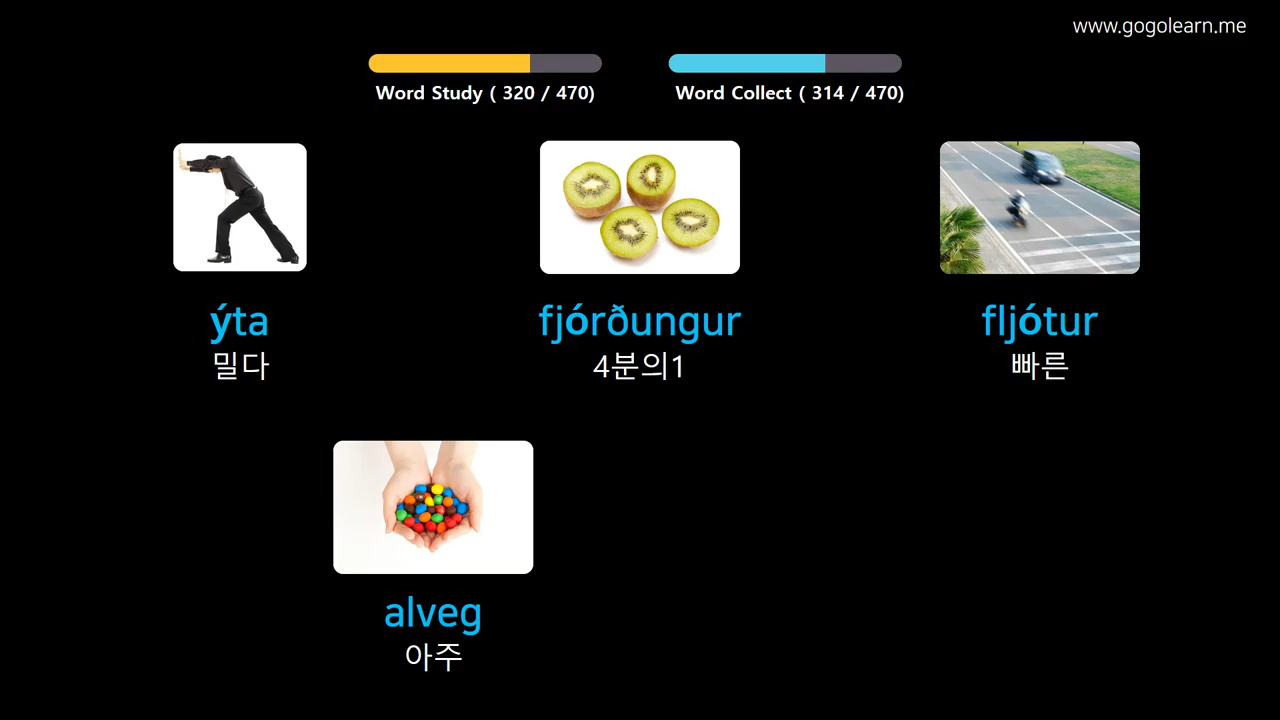 www.gogolearn.me
Word Study ( 320 / 470)
Word Collect ( 314 / 470)
ýta
밀다
fjórðungur
4분의1
fljótur
빠른
alveg
아주